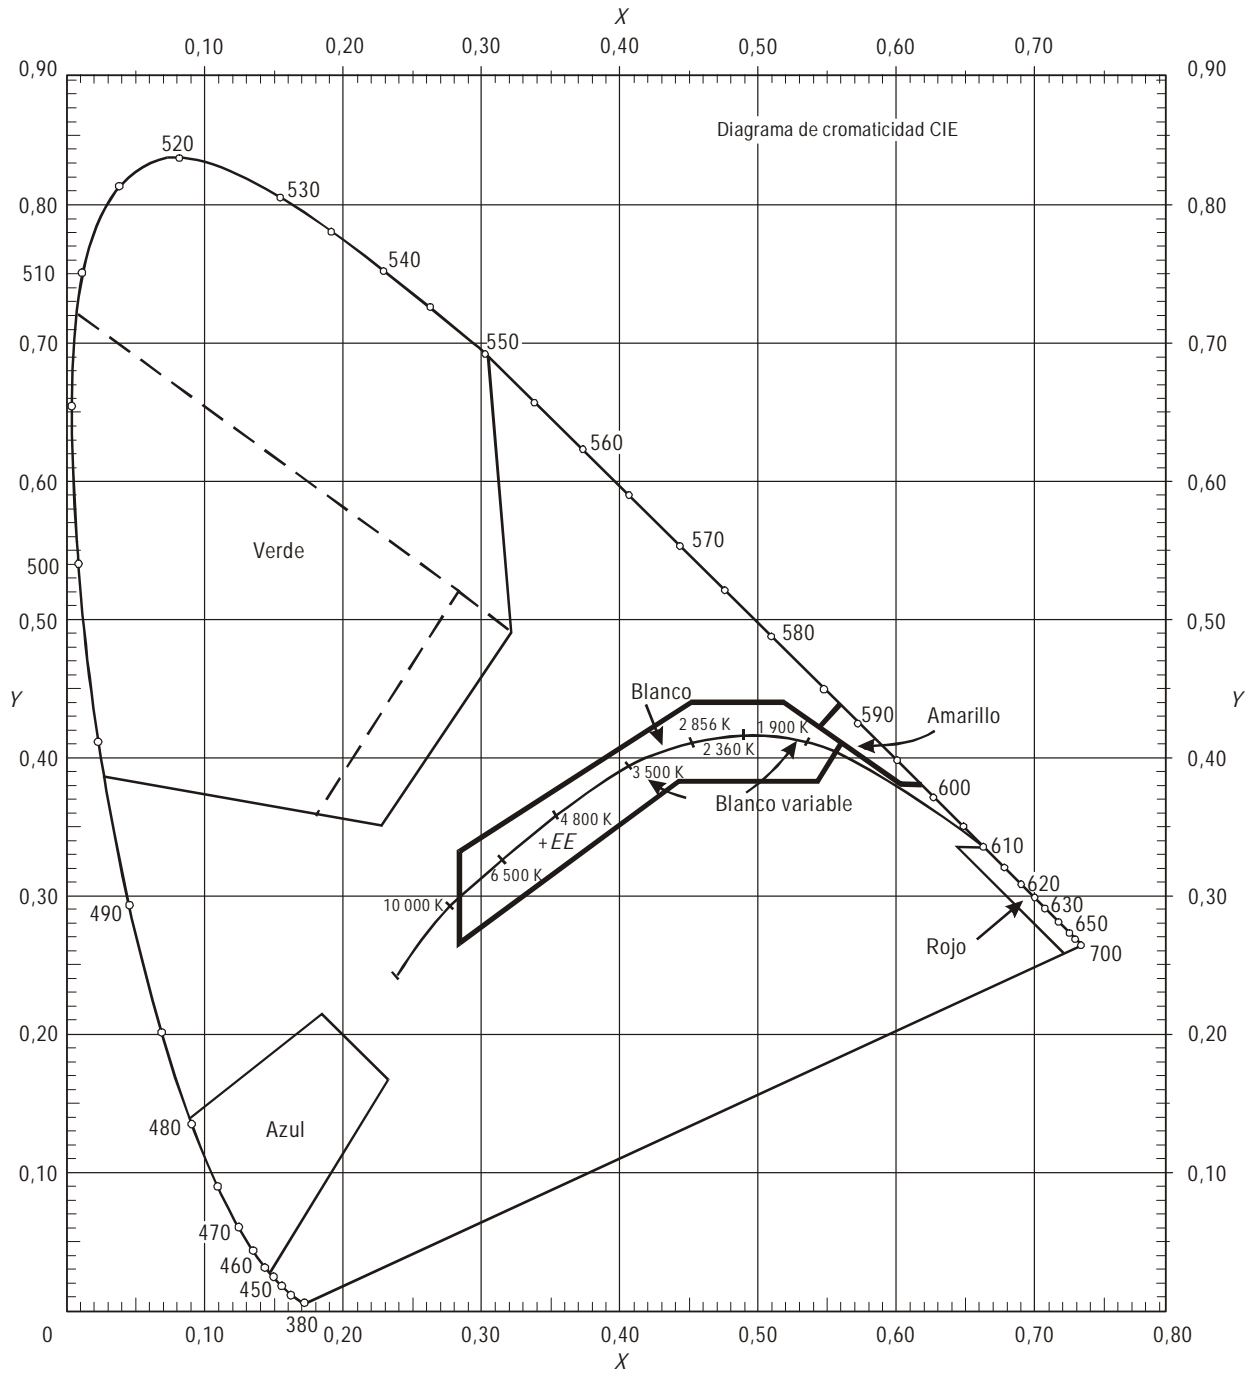 X
0,10 0,20 0,30 0,40 0,50 0,60 0,70
0,90 0,90
Diagrama de cromaticidad CIE
520
530
0,80 0,80
540
510
550
0,70 0,70
560
0,60 0,60
570
Verde
500
580
0,50 0,50
Blanco
Y Y
590
Amarillo
2 856 K 1 900 K
2 360 K
0,40 0,40
3 500 K
600
Blanco variable
4 800 K
+EE
610
6 500 K
620
0,30 0,30
10 000 K
630
490
650
Rojo
700
0,20 0,20
480
Azul
0,10 0,10
470
460
450
380
0 0,10 0,20 0,30 0,40 0,50 0,60 0,70 0,80
X